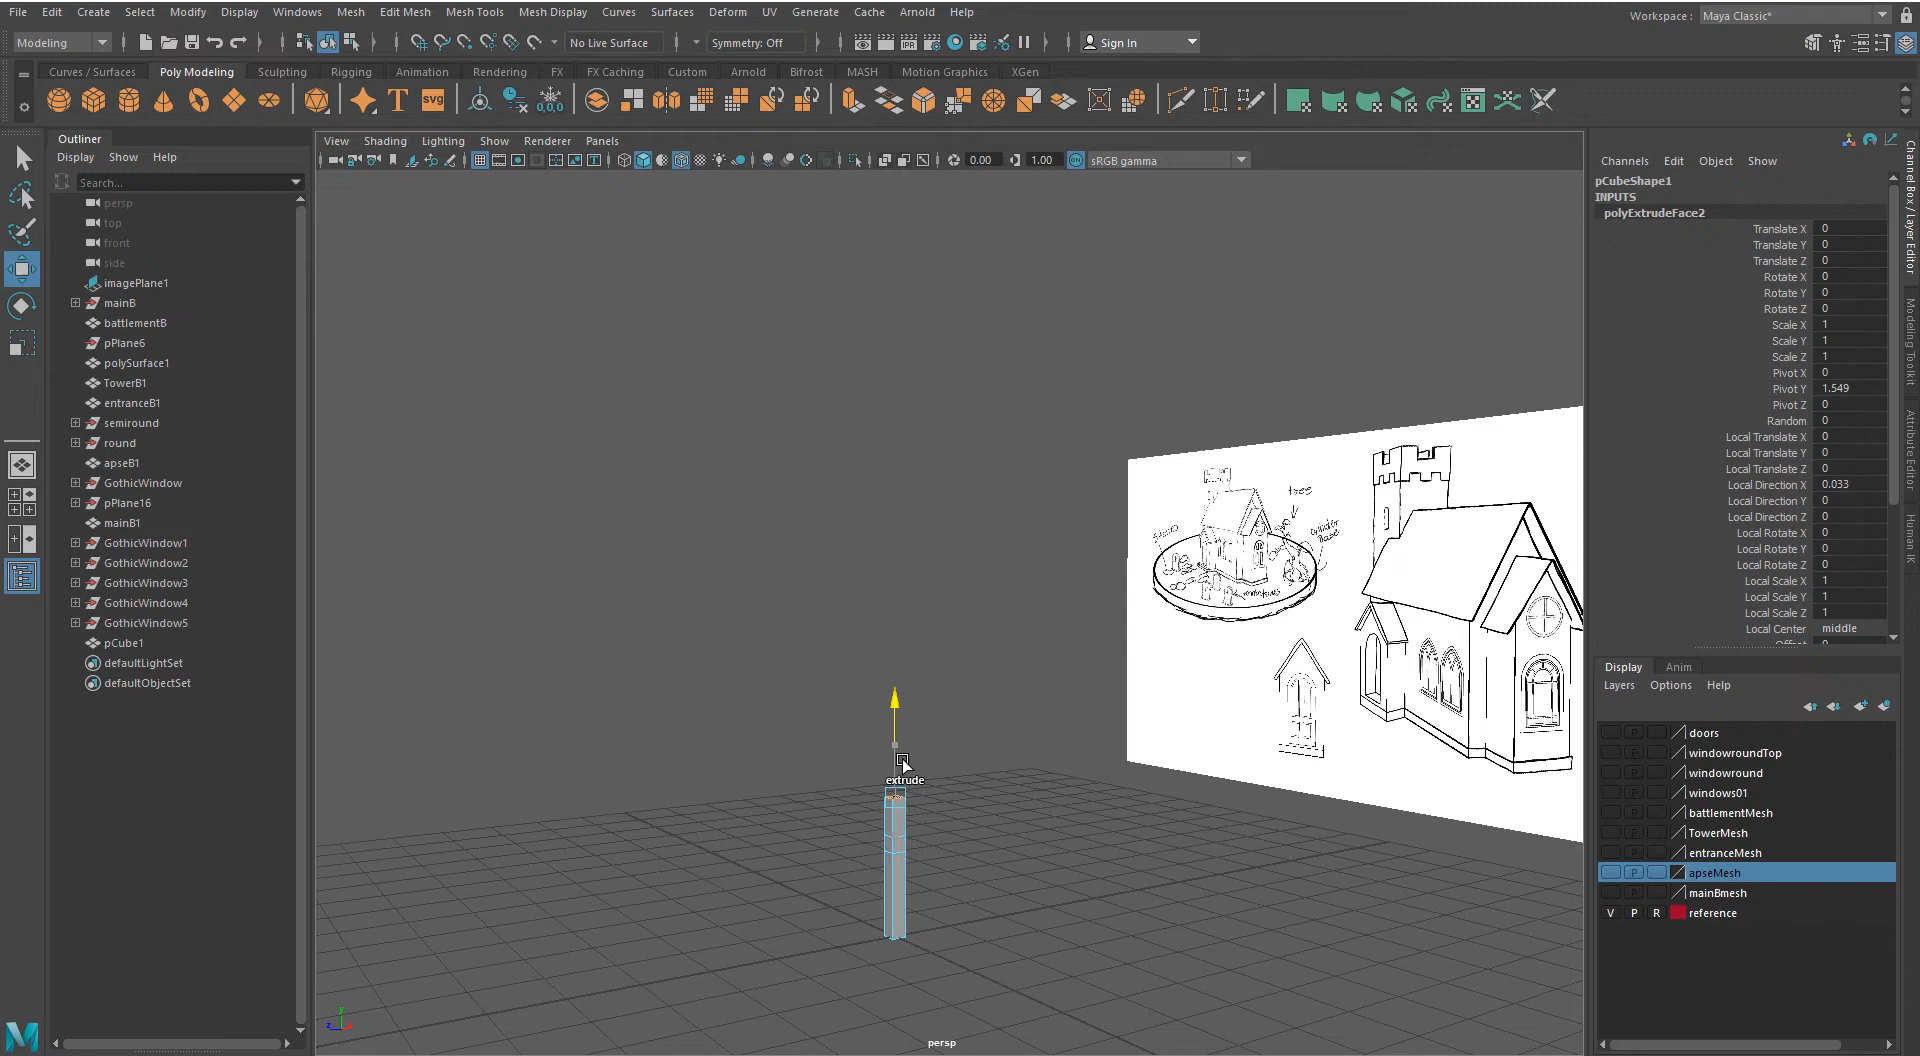 File Edit Create Select Modify Display Windows Mesh Edit Mesh Mesh Tools Mesh Display Curves Surfaces Deform UV Generate Cache Arnold Help
Workspace : Maya Classic*
Modeling No Live Surface Symmetry: Off Sign In
Curves / Surfaces Poly Modeling Sculpting Rigging Animation Rendering FX FX Caching Custom Arnold Bifrost MASH Motion Graphics XGen
T SVG 0,0,0
Outliner
Display Show Help
Search...
persp
top
front
side
imagePlane1
mainB
battlementB
pPlane6
polySurface1
TowerB1
entranceB1
semiround
round
apseB1
GothicWindow
pPlane16
mainB1
GothicWindow1
GothicWindow2
GothicWindow3
GothicWindow4
GothicWindow5
pCube1
defaultLightSet
defaultObjectSet
View Shading Lighting Show Renderer Panels
0.00 1.00 sRGB gamma
tree
cylinder
base
extrude
persp
y
z x
Channels Edit Object Show
pCubeShape1
INPUTS
polyExtrudeFace2
Translate X 0
Translate Y 0
Translate Z 0
Rotate X 0
Rotate Y 0
Rotate Z 0
Scale X 1
Scale Y 1
Scale Z 1
Pivot X 0
Pivot Y 1.549
Pivot Z 0
Random 0
Local Translate X 0
Local Translate Y 0
Local Translate Z 0
Local Direction X 0.033
Local Direction Y 0
Local Direction Z 0
Local Rotate X 0
Local Rotate Y 0
Local Rotate Z 0
Local Scale X 1
Local Scale Y 1
Local Scale Z 1
Local Center middle
Display Anim
Layers Options Help
P doors
P windowroundTop
P windowround
P windows01
P battlementMesh
P TowerMesh
P entranceMesh
P apseMesh
P mainBmesh
V P R reference
Channel Box / Layer Editor
Modeling Toolkit
Attribute Editor
Human IK